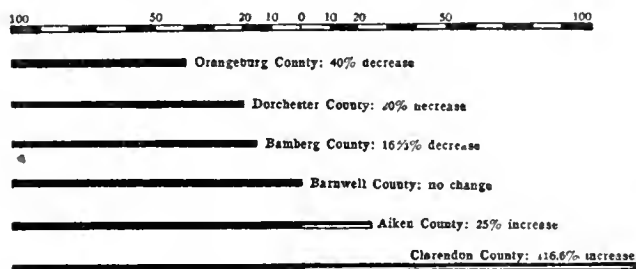 100 50 20 10 0 10 20 50 100
Orangeburg County: 40% decrease
Dorchester County: 20% decrease
Bamberg County: 16⅔% decrease
Barnwell County: no change
Aiken County: 25% increase
Clarendon County: 116.6% increase